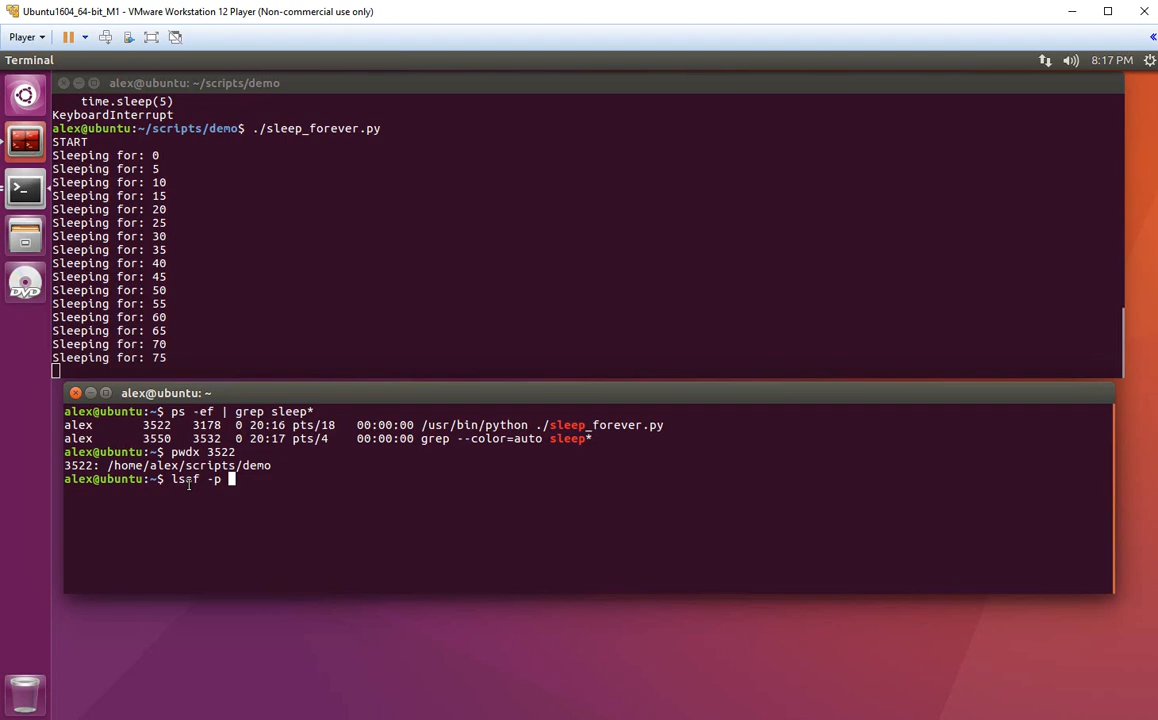 Ubuntu1604_64-bit_M1 - VMware Workstation 12 Player (Non-commercial use only)
Player
Terminal
8:17 PM
alex@ubuntu: ~/scripts/demo
time.sleep(5)
KeyboardInterrupt
alex@ubuntu:~/scripts/demo$ ./sleep_forever.py
START
Sleeping for: 0
Sleeping for: 5
Sleeping for: 10
Sleeping for: 15
Sleeping for: 20
Sleeping for: 25
Sleeping for: 30
Sleeping for: 35
Sleeping for: 40
Sleeping for: 45
Sleeping for: 50
Sleeping for: 55
Sleeping for: 60
Sleeping for: 65
Sleeping for: 70
Sleeping for: 75
alex@ubuntu: ~
alex@ubuntu:~$ ps -ef | grep sleep*
alex 3522 3178 0 20:16 pts/18 00:00:00 /usr/bin/python ./sleep_forever.py
alex 3550 3532 0 20:17 pts/4 00:00:00 grep --color=auto sleep*
alex@ubuntu:~$ pwdx 3522
3522: /home/alex/scripts/demo
alex@ubuntu:~$ lsof -p
DVD